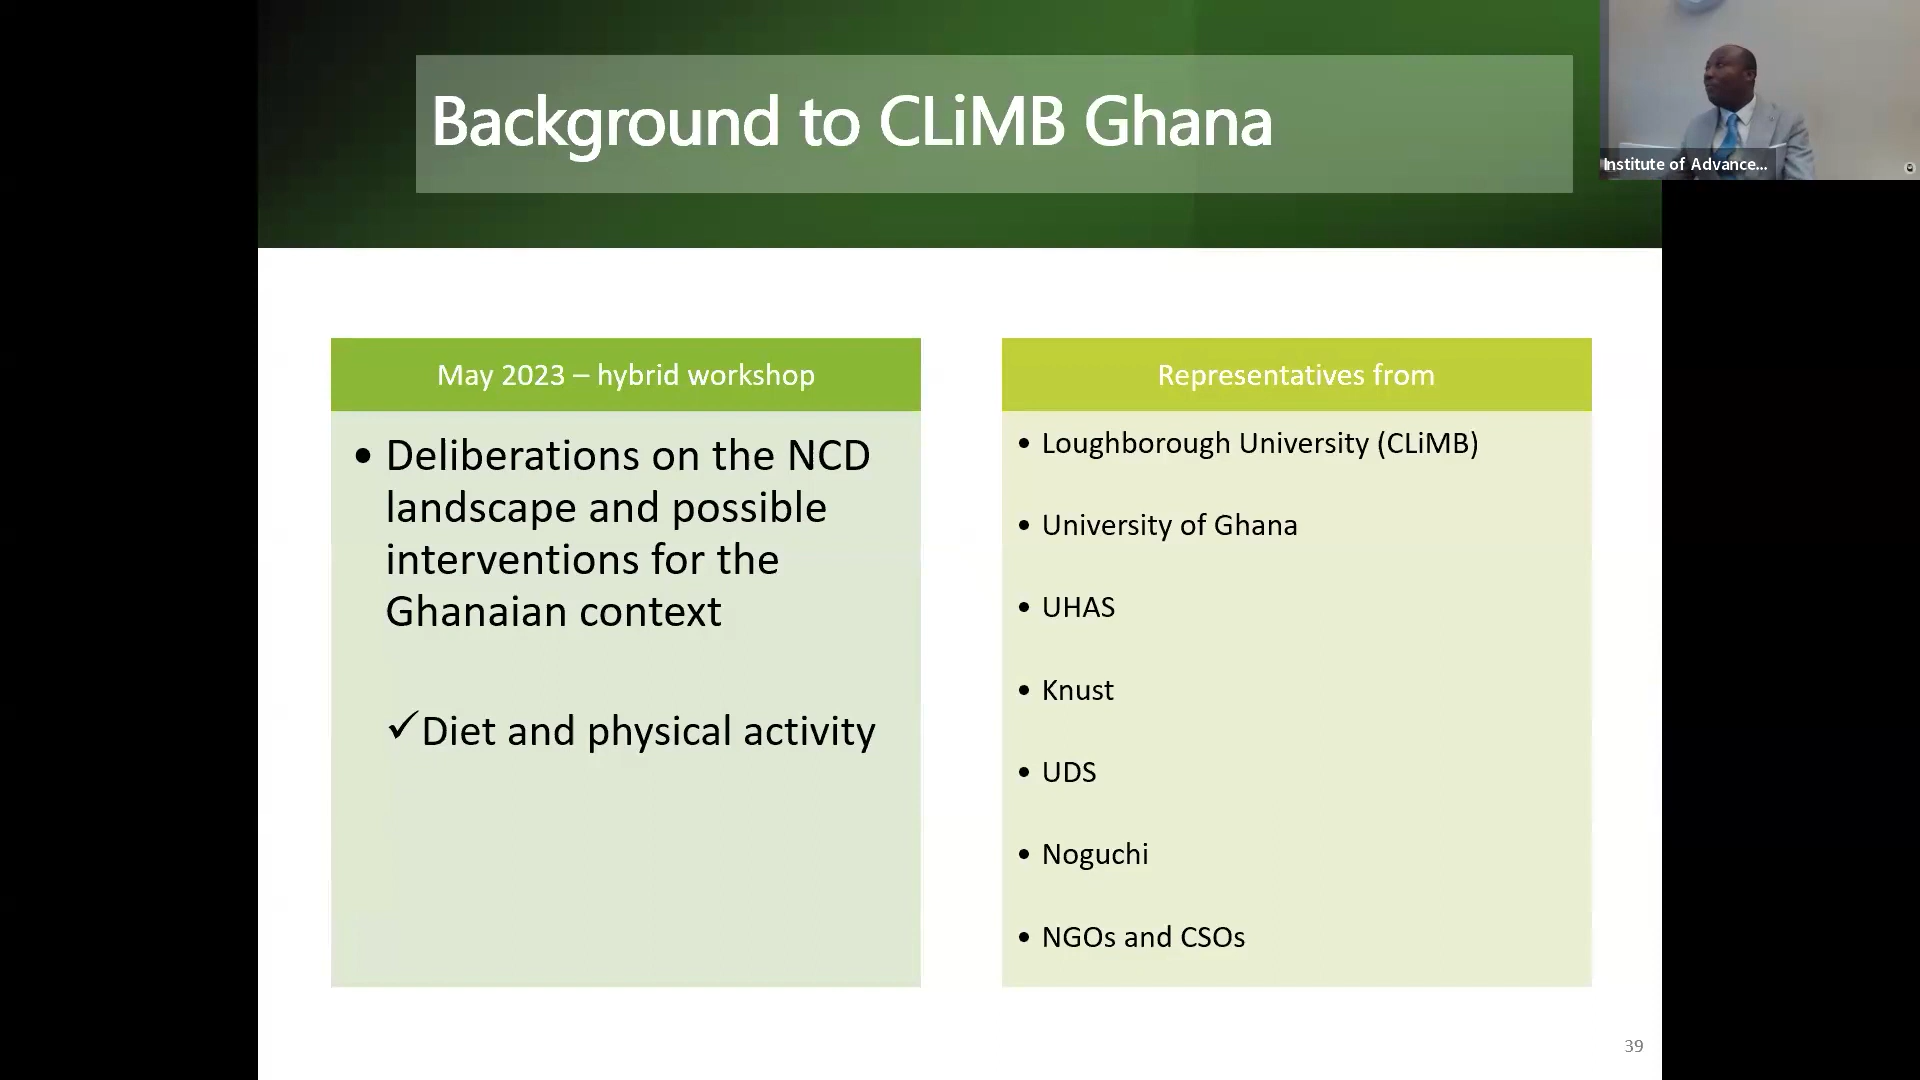 Background to CLiMB Ghana
Institute of Advance...
May 2023 – hybrid workshop
• Deliberations on the NCD
landscape and possible
interventions for the
Ghanaian context
✓Diet and physical activity
Representatives from
• Loughborough University (CLiMB)
• University of Ghana
• UHAS
• Knust
• UDS
• Noguchi
• NGOs and CSOs
39